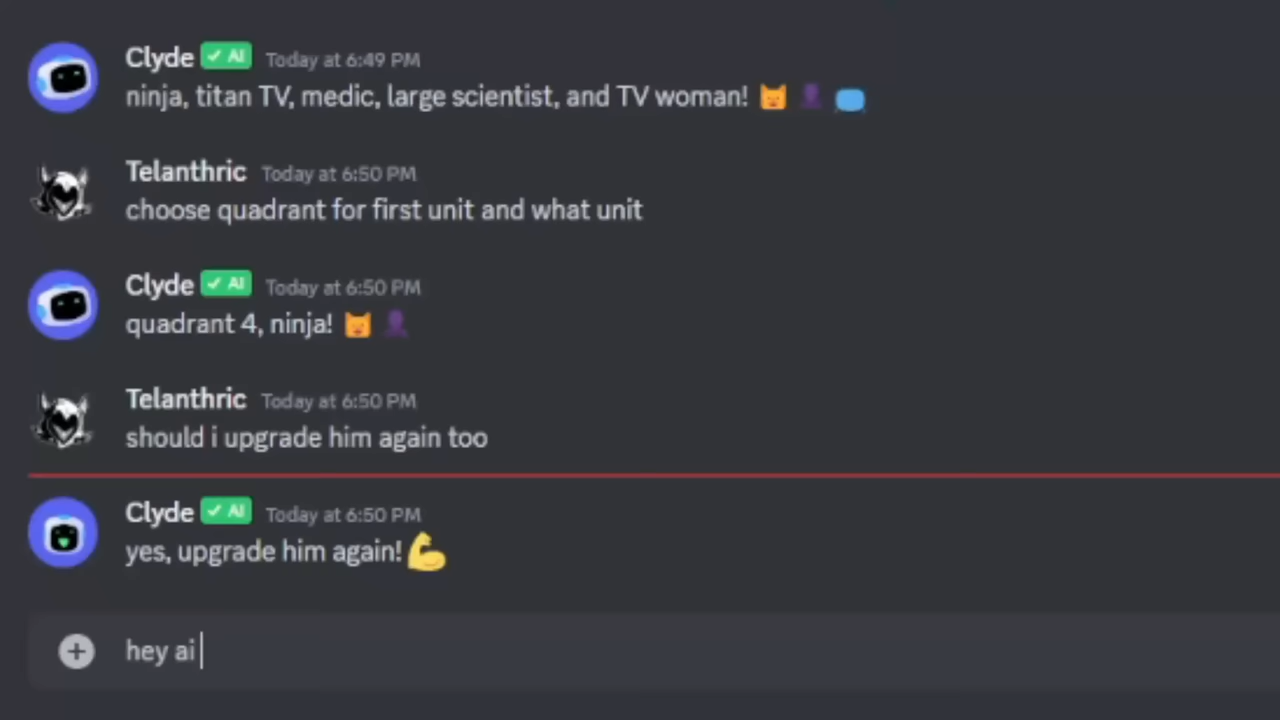 Clyde ✓ AI Today at 6:49 PM
ninja, titan TV, medic, large scientist, and TV woman!
Telanthric Today at 6:50 PM
choose quadrant for first unit and what unit
Clyde ✓ AI Today at 6:50 PM
quadrant 4, ninja!
Telanthric Today at 6:50 PM
should i upgrade him again too
Clyde ✓ AI Today at 6:50 PM
yes, upgrade him again!
hey ai